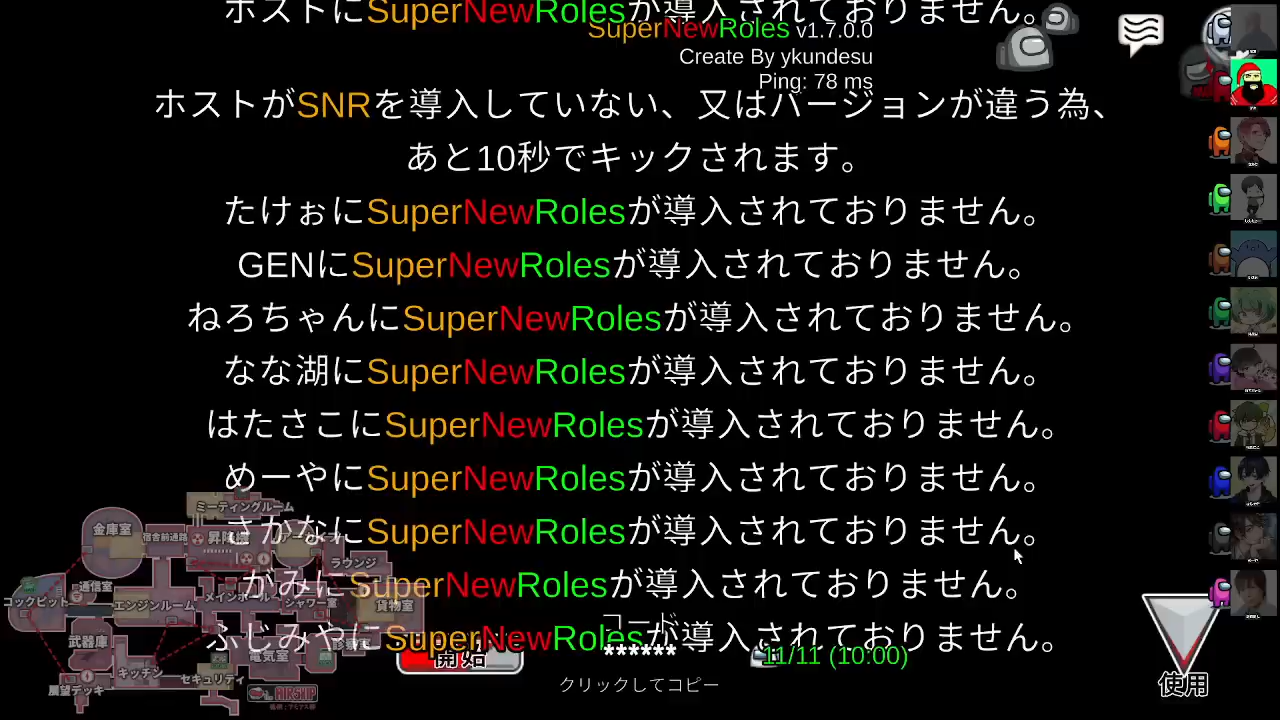 ホストにSuperNewRolesが導入されておりません。
SuperNewRoles v1.7.0.0
Create By ykundesu
Ping: 78 ms
ホストがSNRを導入していない、又はバージョンが違う為、
あと10秒でキックされます。
たけぉにSuperNewRolesが導入されておりません。
GENにSuperNewRolesが導入されておりません。
ねろちゃんにSuperNewRolesが導入されておりません。
なな湖にSuperNewRolesが導入されておりません。
はたさこにSuperNewRolesが導入されておりません。
めーやにSuperNewRolesが導入されておりません。
さかなにSuperNewRolesが導入されておりません。
がみにSuperNewRolesが導入されておりません。
ふじみやにSuperNewRolesが導入されておりません。
ミーティングルーム
金庫室
宿舎前通路
昇降機
ラウンジ
通信室
コックピット
エンジンルーム
メインホール
シャワー室
貨物室
武器庫
診察室
電気室
キッチン
セキュリティ
展望デッキ
AIRSHIP
開始
コード
******
11/11 (10:00)
クリックしてコピー
使用